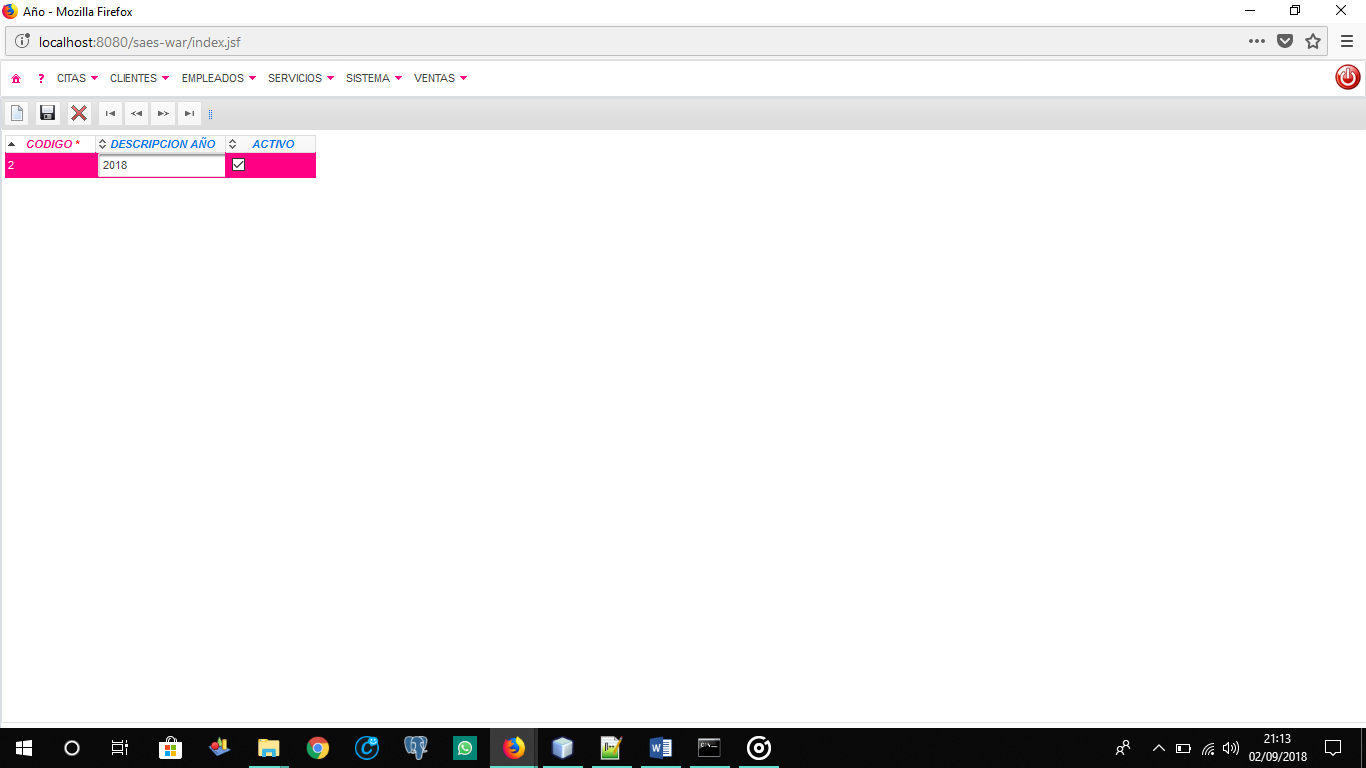 Año - Mozilla Firefox
localhost:8080/saes-war/index.jsf
? CITAS CLIENTES EMPLEADOS SERVICIOS SISTEMA VENTAS
CODIGO * DESCRIPCION AÑO ACTIVO
2 2018
21:13
02/09/2018